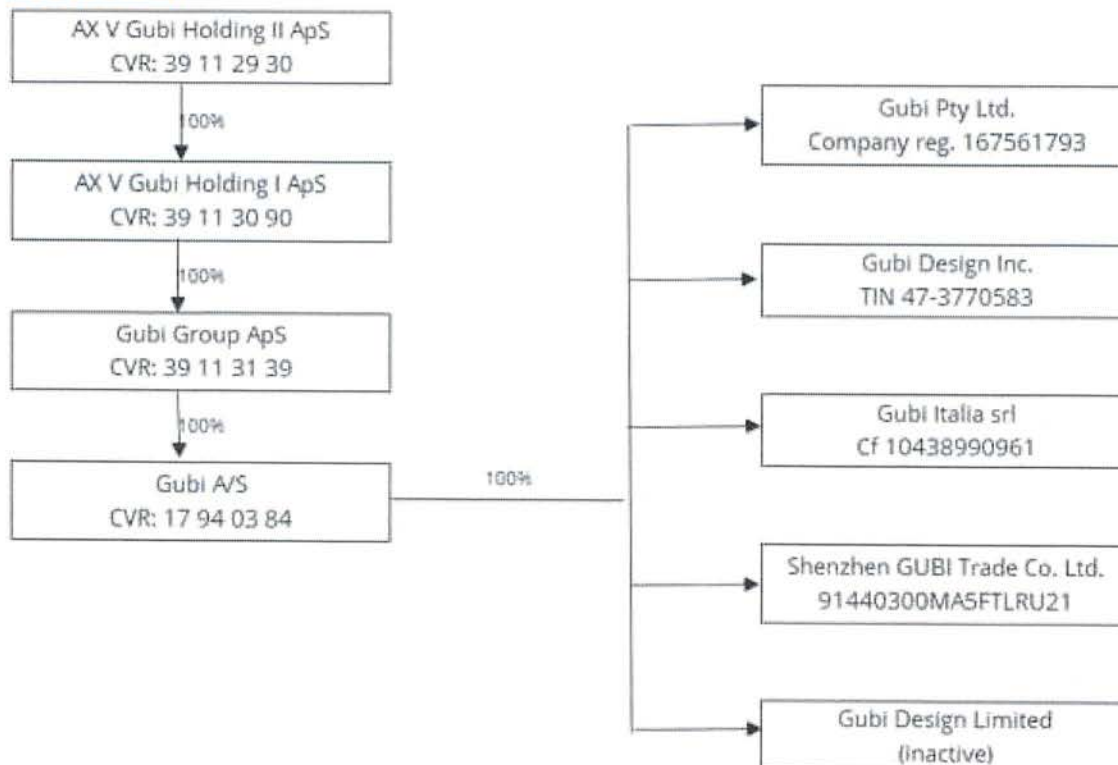 AX V Gubi Holding II ApS
CVR: 39 11 29 30
100%
AX V Gubi Holding I ApS
CVR: 39 11 30 90
100%
Gubi Group ApS
CVR: 39 11 31 39
100%
Gubi A/S
CVR: 17 94 03 84
100%
Gubi Pty Ltd.
Company reg. 167561793
Gubi Design Inc.
TIN 47-3770583
Gubi Italia srl
Cf 10438990961
Shenzhen GUBI Trade Co. Ltd.
91440300MA5FTLRU21
Gubi Design Limited
(inactive)